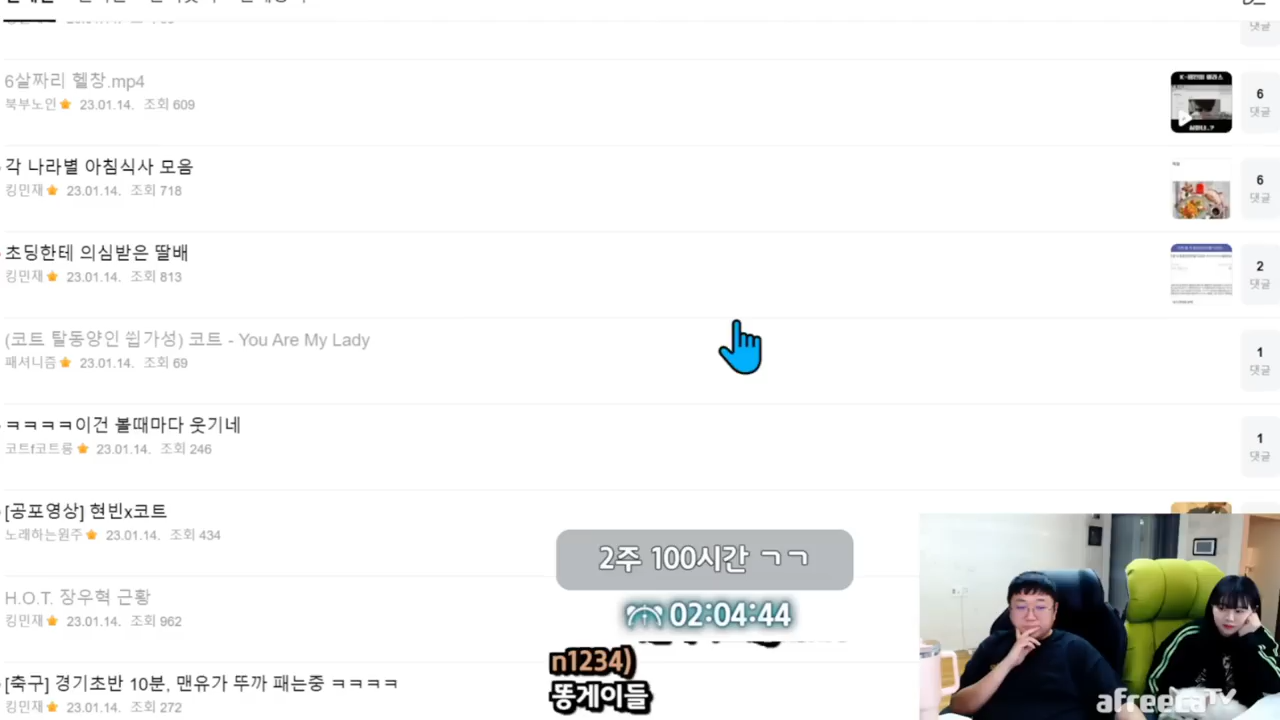 댓글
6살짜리 헬창.mp4
북부노인 23.01.14. 조회 609
6
댓글
각 나라별 아침식사 모음
킹민재 23.01.14. 조회 718
6
댓글
초딩한테 의심받은 딸배
킹민재 23.01.14. 조회 813
2
댓글
(코트 탈동양인 씹가성) 코트 - You Are My Lady
패셔니즘 23.01.14. 조회 69
1
댓글
ㅋㅋㅋㅋ이건 볼때마다 웃기네
코트f코트릉 23.01.14. 조회 246
1
댓글
[공포영상] 현빈x코트
노래하는원주 23.01.14. 조회 434
2주 100시간 ㄱㄱ
02:04:44
H.O.T. 장우혁 근황
킹민재 23.01.14. 조회 962
n1234)
똥게이들
[축구] 경기초반 10분, 맨유가 뚜까 패는중 ㅋㅋㅋㅋ
킹민재 23.01.14. 조회 272
afreecaTV